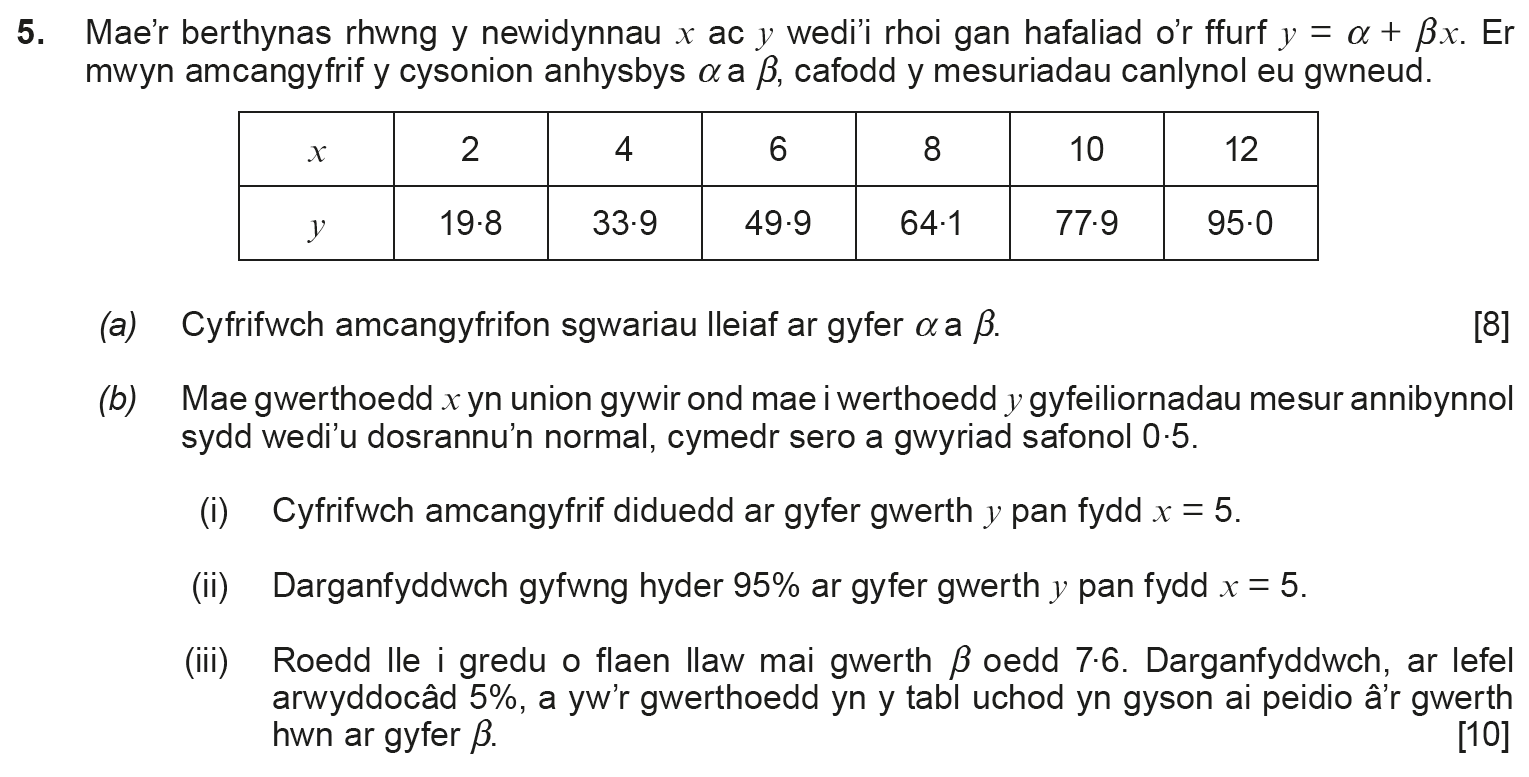 5. Mae'r berthynas rhwng y newidynnau x ac y wedi'i rhoi gan hafaliad o'r ffurf y = α + βx. Er
mwyn amcangyfrif y cysonion anhysbys α a β, cafodd y mesuriadau canlynol eu gwneud.
x 2 4 6 8 10 12
y 19·8 33·9 49·9 64·1 77·9 95·0
(a) Cyfrifwch amcangyfrifon sgwariau lleiaf ar gyfer α a β. [8]
(b) Mae gwerthoedd x yn union gywir ond mae i werthoedd y gyfeiliornadau mesur annibynnol
sydd wedi'u dosrannu'n normal, cymedr sero a gwyriad safonol 0·5.
(i) Cyfrifwch amcangyfrif diduedd ar gyfer gwerth y pan fydd x = 5.
(ii) Darganfyddwch gyfwng hyder 95% ar gyfer gwerth y pan fydd x = 5.
(iii) Roedd lle i gredu o flaen llaw mai gwerth β oedd 7·6. Darganfyddwch, ar lefel
arwyddocâd 5%, a yw'r gwerthoedd yn y tabl uchod yn gyson ai peidio â'r gwerth
hwn ar gyfer β. [10]